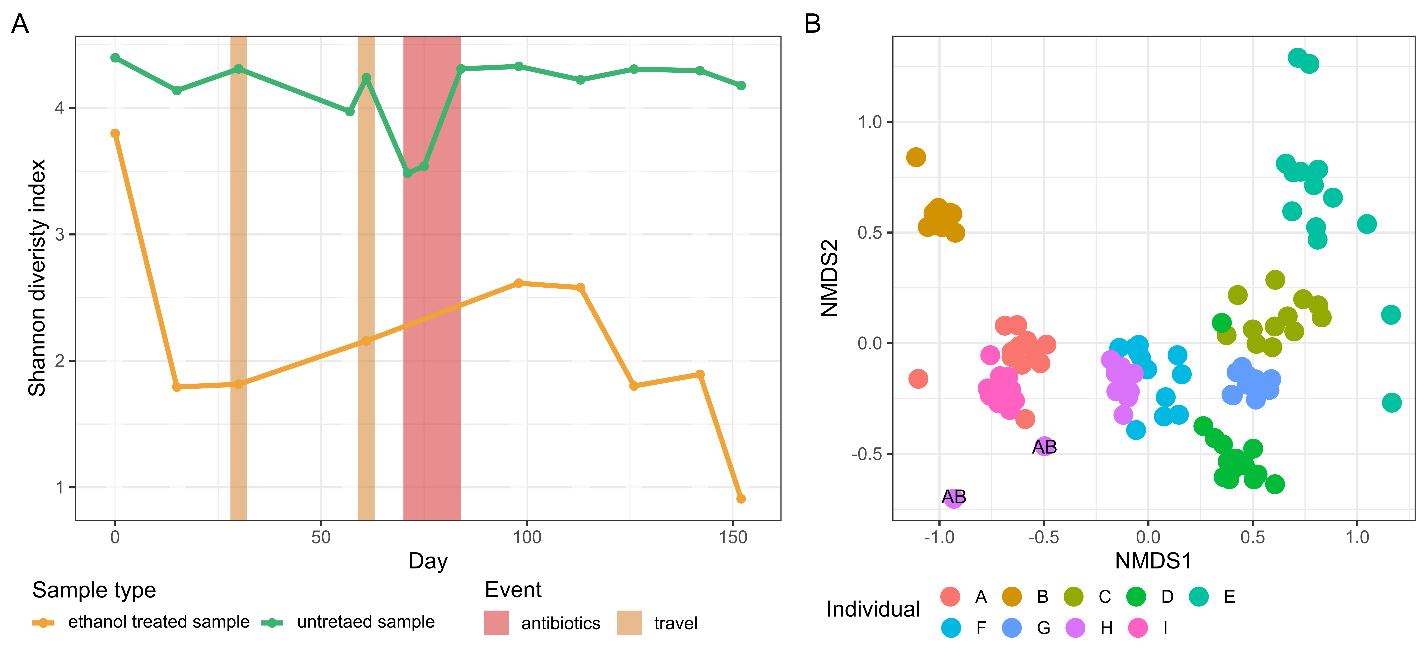 A
B
Shannon diveristy index
4
3
2
1
0
50
100
150
Day
Sample type
ethanol treated sample
untretaed sample
Event
antibiotics
travel
NMDS2
1.0
0.5
0.0
-0.5
AB
AB
-1.0
-0.5
0.0
0.5
1.0
NMDS1
Individual
A
B
C
D
E
F
G
H
I